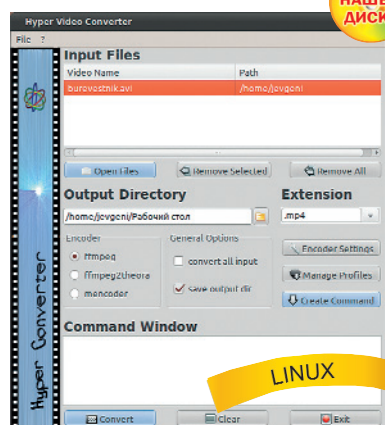 НАШЕ
ДИСК
Hyper Video Converter
File ?
Input Files
Video Name Path
burevestnik.avi /home/jevgeni
Open Files Remove Selected Remove All
Output Directory
/home/jevgeni/Рабочий стол
Extension
.mp4
Encoder
ffmpeg
ffmpeg2theora
mencoder
General Options
convert all input
save output dir
Encoder Settings
Manage Profiles
Create Command
Command Window
Hyper Converter
LINUX
Convert Clear Exit